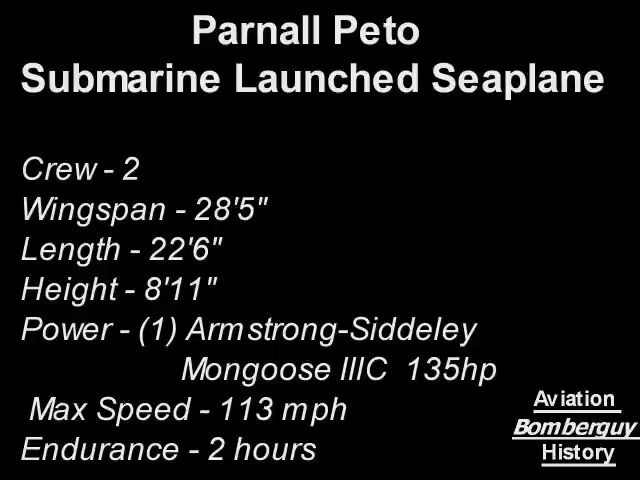 Parnall Peto
Submarine Launched Seaplane
Crew - 2
Wingspan - 28'5"
Length - 22'6"
Height - 8'11"
Power - (1) Armstrong-Siddeley
Mongoose IIIC 135hp
Max Speed - 113 mph
Endurance - 2 hours
Aviation
Bomberguy
History